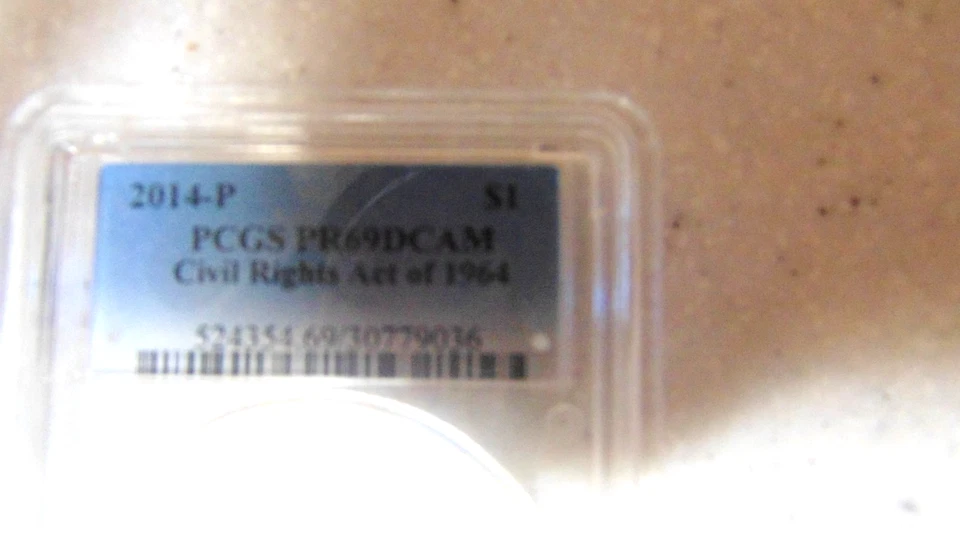 2014-P $1
PCGS PR69DCAM
Civil Rights Act of 1964
524354.69/30779036